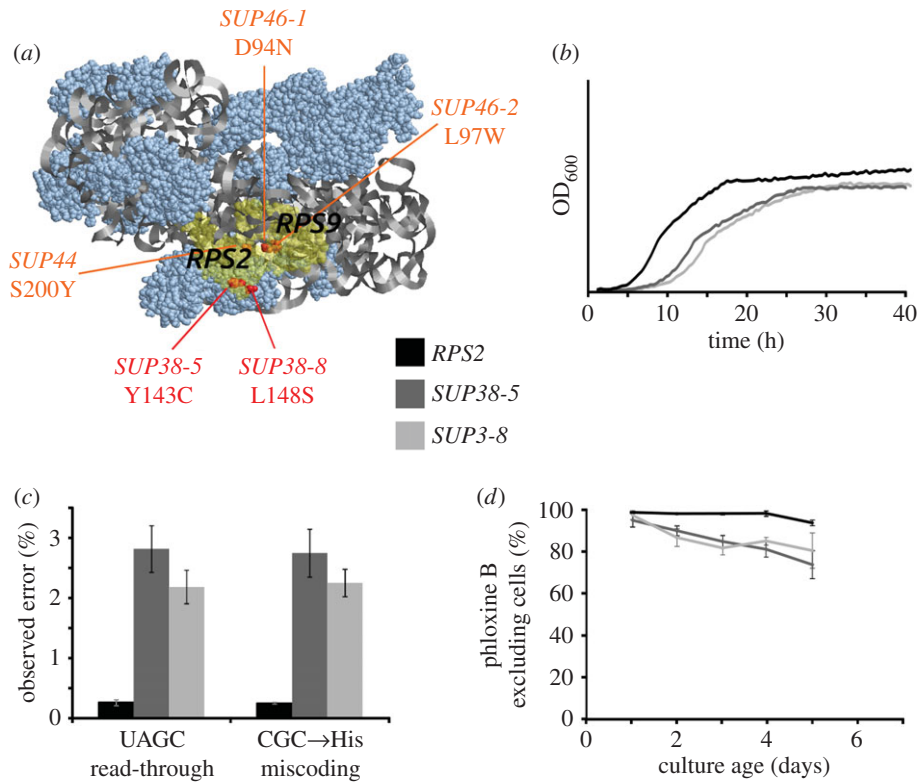 (a)
SUP46-1
D94N
SUP46-2
L97W
RPS9
RPS2
SUP44
S200Y
SUP38-5
Y143C
SUP38-8
L148S
(b)
OD600
0
10
20
30
40
time (h)
RPS2
SUP38-5
SUP3-8
(c)
observed error (%)
3
2
1
0
UAGC
read-through
CGC→His
miscoding
(d)
phloxine B
excluding cells (%)
100
80
60
40
20
0
0
2
4
6
culture age (days)